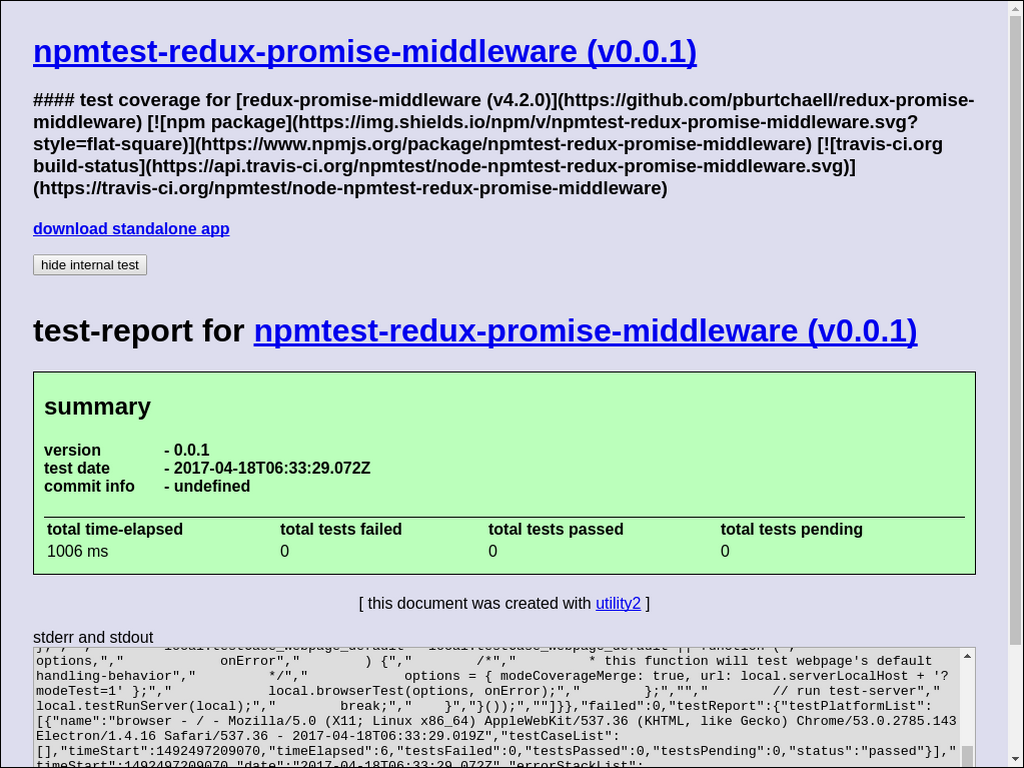 npmtest-redux-promise-middleware (v0.0.1)
#### test coverage for [redux-promise-middleware (v4.2.0)](https://github.com/pburtchaell/redux-promise-
middleware) [![npm package](https://img.shields.io/npm/v/npmtest-redux-promise-middleware.svg?
style=flat-square)](https://www.npmjs.org/package/npmtest-redux-promise-middleware) [![travis-ci.org
build-status](https://api.travis-ci.org/npmtest/node-npmtest-redux-promise-middleware.svg)]
(https://travis-ci.org/npmtest/node-npmtest-redux-promise-middleware)
download standalone app
hide internal test
test-report for npmtest-redux-promise-middleware (v0.0.1)
summary
version - 0.0.1
test date - 2017-04-18T06:33:29.072Z
commit info - undefined
total time-elapsed total tests failed total tests passed total tests pending
1006 ms 0 0 0
[ this document was created with utility2 ]
stderr and stdout
options,"," onError"," ) {"," /*"," * this function will test webpage's default
handling-behavior"," */"," options = { modeCoverageMerge: true, url: local.serverLocalHost + '?
modeTest=1' };"," local.browserTest(options, onError);"," };",""," // run test-server","
local.testRunServer(local);"," break;"," }","}());",""]}},"failed":0,"testReport":{"testPlatformList":
[{"name":"browser - / - Mozilla/5.0 (X11; Linux x86_64) AppleWebKit/537.36 (KHTML, like Gecko) Chrome/53.0.2785.143
Electron/1.4.16 Safari/537.36 - 2017-04-18T06:33:29.019Z","testCaseList":
[],"timeStart":1492497209070,"timeElapsed":6,"testsFailed":0,"testsPassed":0,"testsPending":0,"status":"passed"}],"
timeStart":1492497209070,"date":"2017-04-18T06:33:29.072Z","errorStackList":